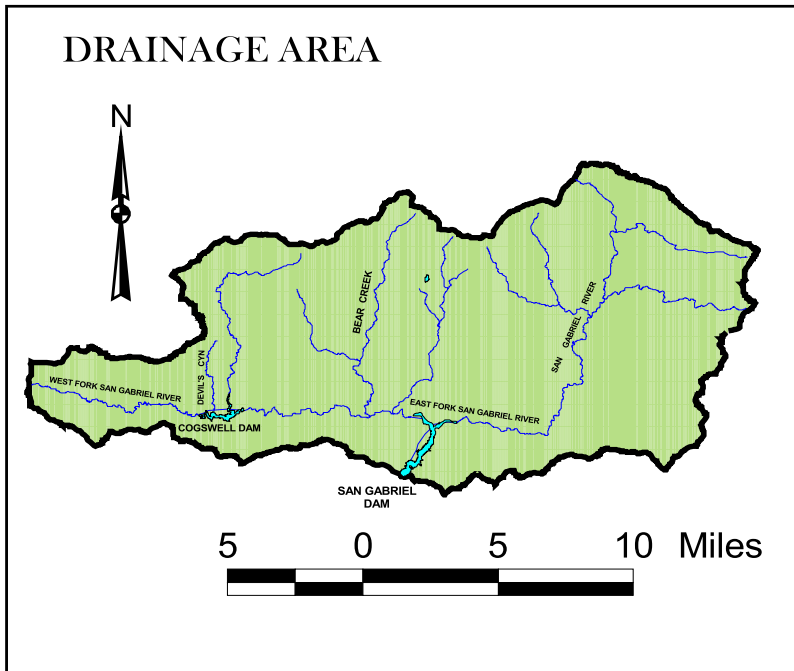 DRAINAGE AREA
N
BEAR CREEK
SAN GABRIEL RIVER
DEVIL'S CYN
WEST FORK SAN GABRIEL RIVER
EAST FORK SAN GABRIEL RIVER
COGSWELL DAM
SAN GABRIEL
DAM
5 0 5 10 Miles